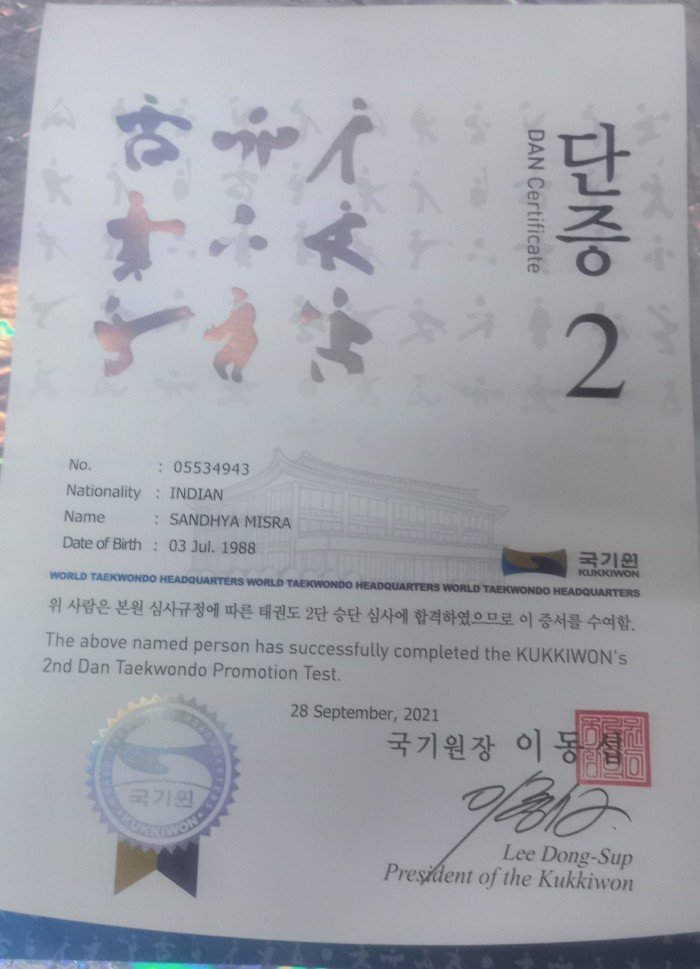 단증
DAN Certificate
2
No. : 05534943
Nationality : INDIAN
Name : SANDHYA MISRA
Date of Birth : 03 Jul. 1988
국기원
KUKKIWON
WORLD TAEKWONDO HEADQUARTERS WORLD TAEKWONDO HEADQUARTERS WORLD TAEKWONDO HEADQUARTERS
위 사람은 본원 심사규정에 따른 태권도 2단 승단 심사에 합격하였으므로 이 증서를 수여함.
The above named person has successfully completed the KUKKIWON's
2nd Dan Taekwondo Promotion Test.
28 September, 2021
국기원장 이동섭
Lee Dong-Sup
President of the Kukkiwon
국기원
KUKKIWON